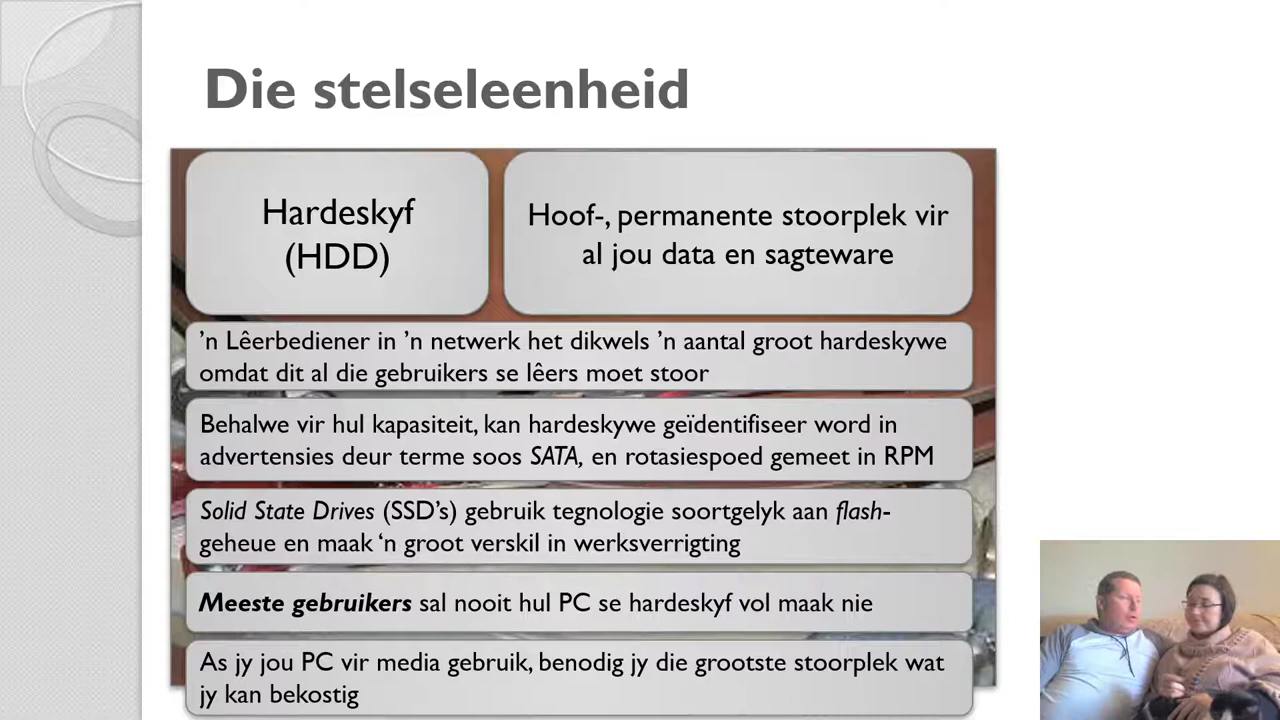 Die stelseleenheid
Hardeskyf
(HDD)
Hoof-, permanente stoorplek vir
al jou data en sagteware
’n Lêerbediener in ’n netwerk het dikwels ’n aantal groot hardeskywe
omdat dit al die gebruikers se lêers moet stoor
Behalwe vir hul kapasiteit, kan hardeskywe geïdentifiseer word in
advertensies deur terme soos SATA, en rotasiespoed gemeet in RPM
Solid State Drives (SSD’s) gebruik tegnologie soortgelyk aan flash-
geheue en maak ‘n groot verskil in werksverrigting
Meeste gebruikers sal nooit hul PC se hardeskyf vol maak nie
As jy jou PC vir media gebruik, benodig jy die grootste stoorplek wat
jy kan bekostig